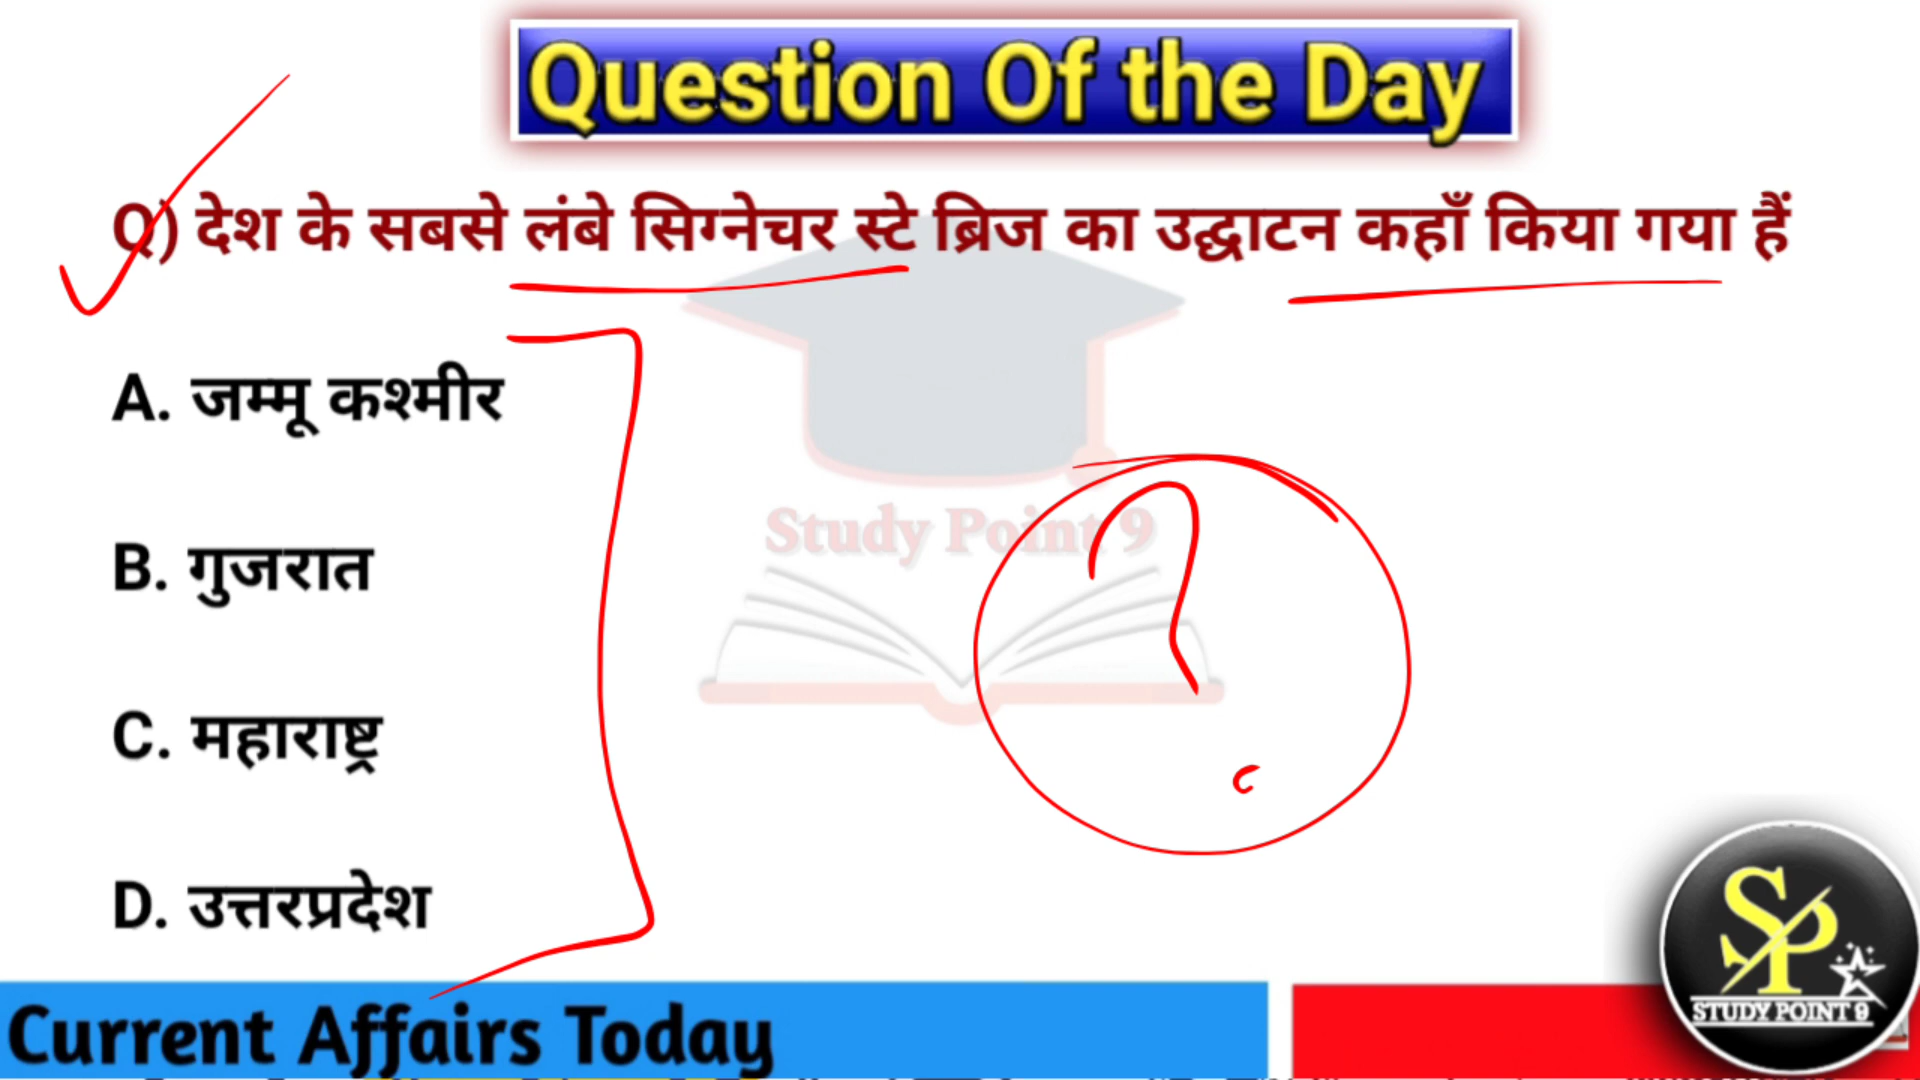 Question Of the Day
Q) देश के सबसे लंबे सिग्नेचर स्टे ब्रिज का उद्घाटन कहाँ किया गया हैं
A. जम्मू कश्मीर
Study Point 9
B. गुजरात
C. महाराष्ट्र
D. उत्तरप्रदेश
SP
STUDY POINT 9
Current Affairs Today